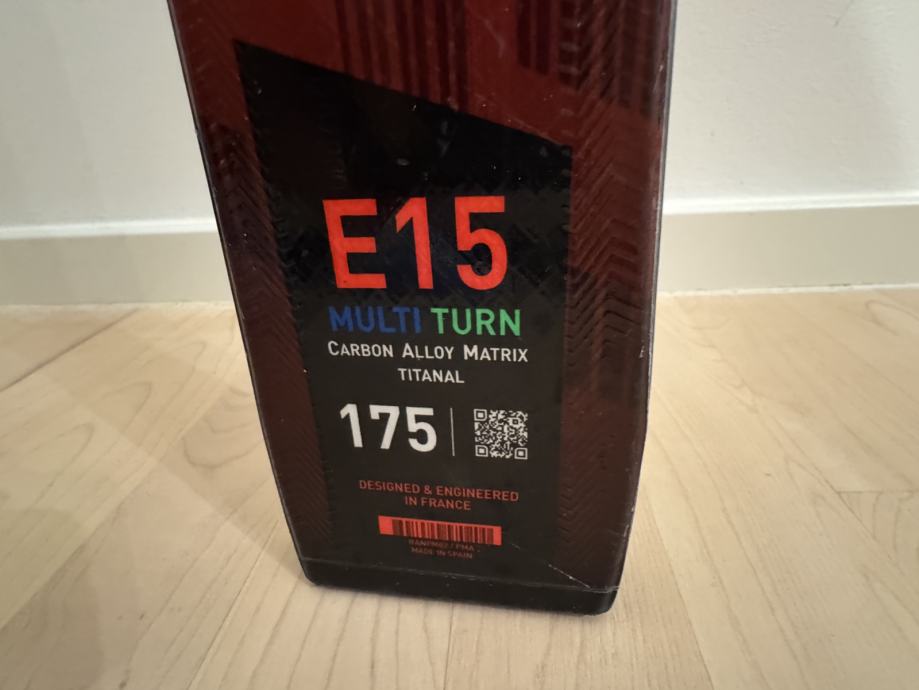 E15
MULTI TURN
CARBON ALLOY MATRIX
TITANAL
175
DESIGNED & ENGINEERED
IN FRANCE
MADE IN SPAIN